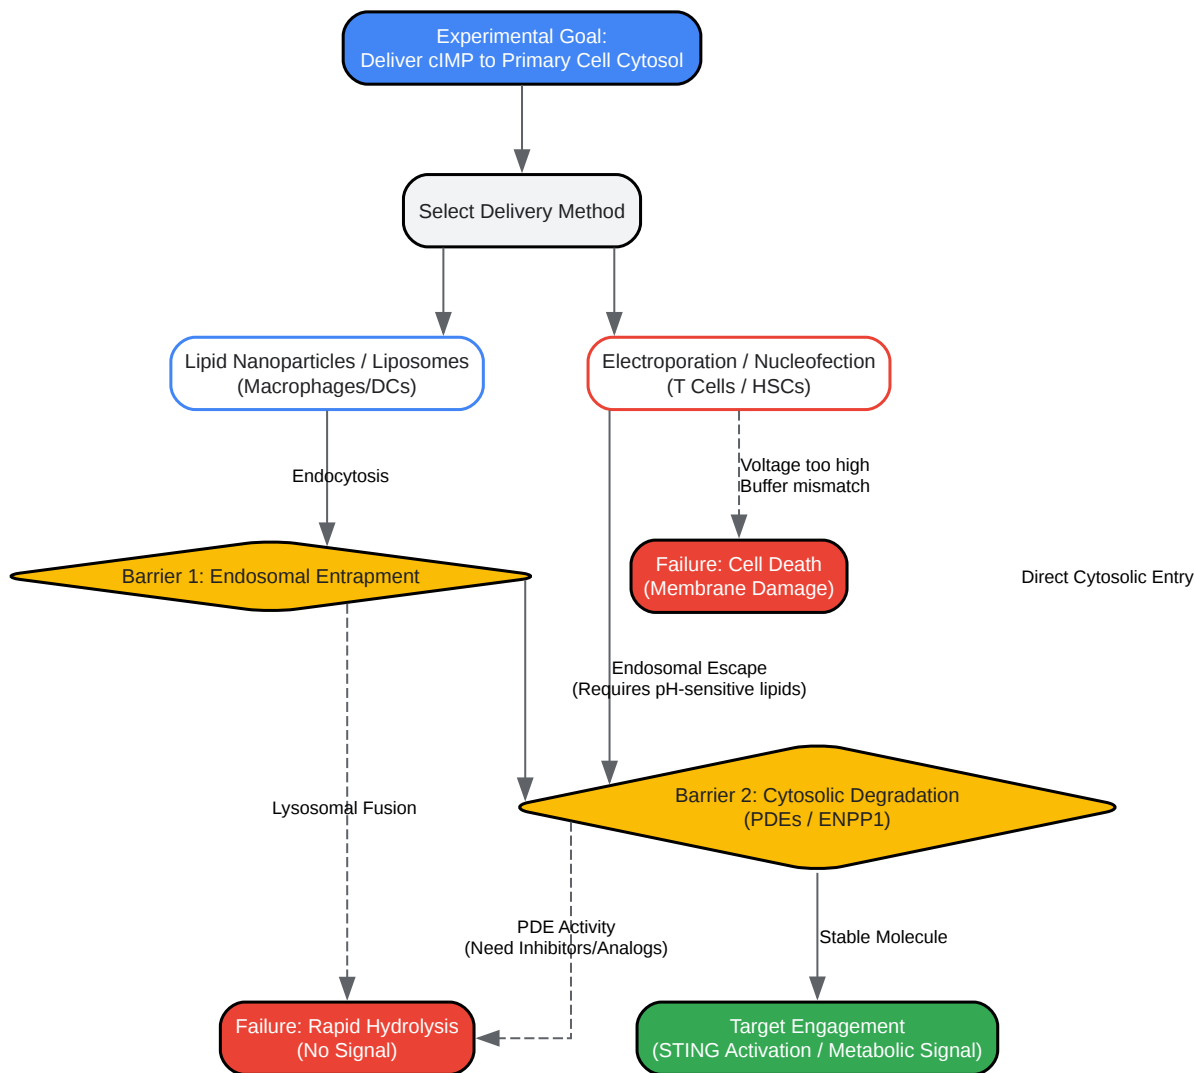 Experimental Goal:
Deliver cIMP to Primary Cell Cytosol
Select Delivery Method
Lipid Nanoparticles / Liposomes
(Macrophages/DCs)
Electroporation / Nucleofection
(T Cells / HSCs)
Endocytosis
Voltage too high
Buffer mismatch
Barrier 1: Endosomal Entrapment
Failure: Cell Death
(Membrane Damage)
Direct Cytosolic Entry
Endosomal Escape
(Requires pH-sensitive lipids)
Lysosomal Fusion
Barrier 2: Cytosolic Degradation
(PDEs / ENPP1)
PDE Activity
(Need Inhibitors/Analogs)
Stable Molecule
Failure: Rapid Hydrolysis
(No Signal)
Target Engagement
(STING Activation / Metabolic Signal)